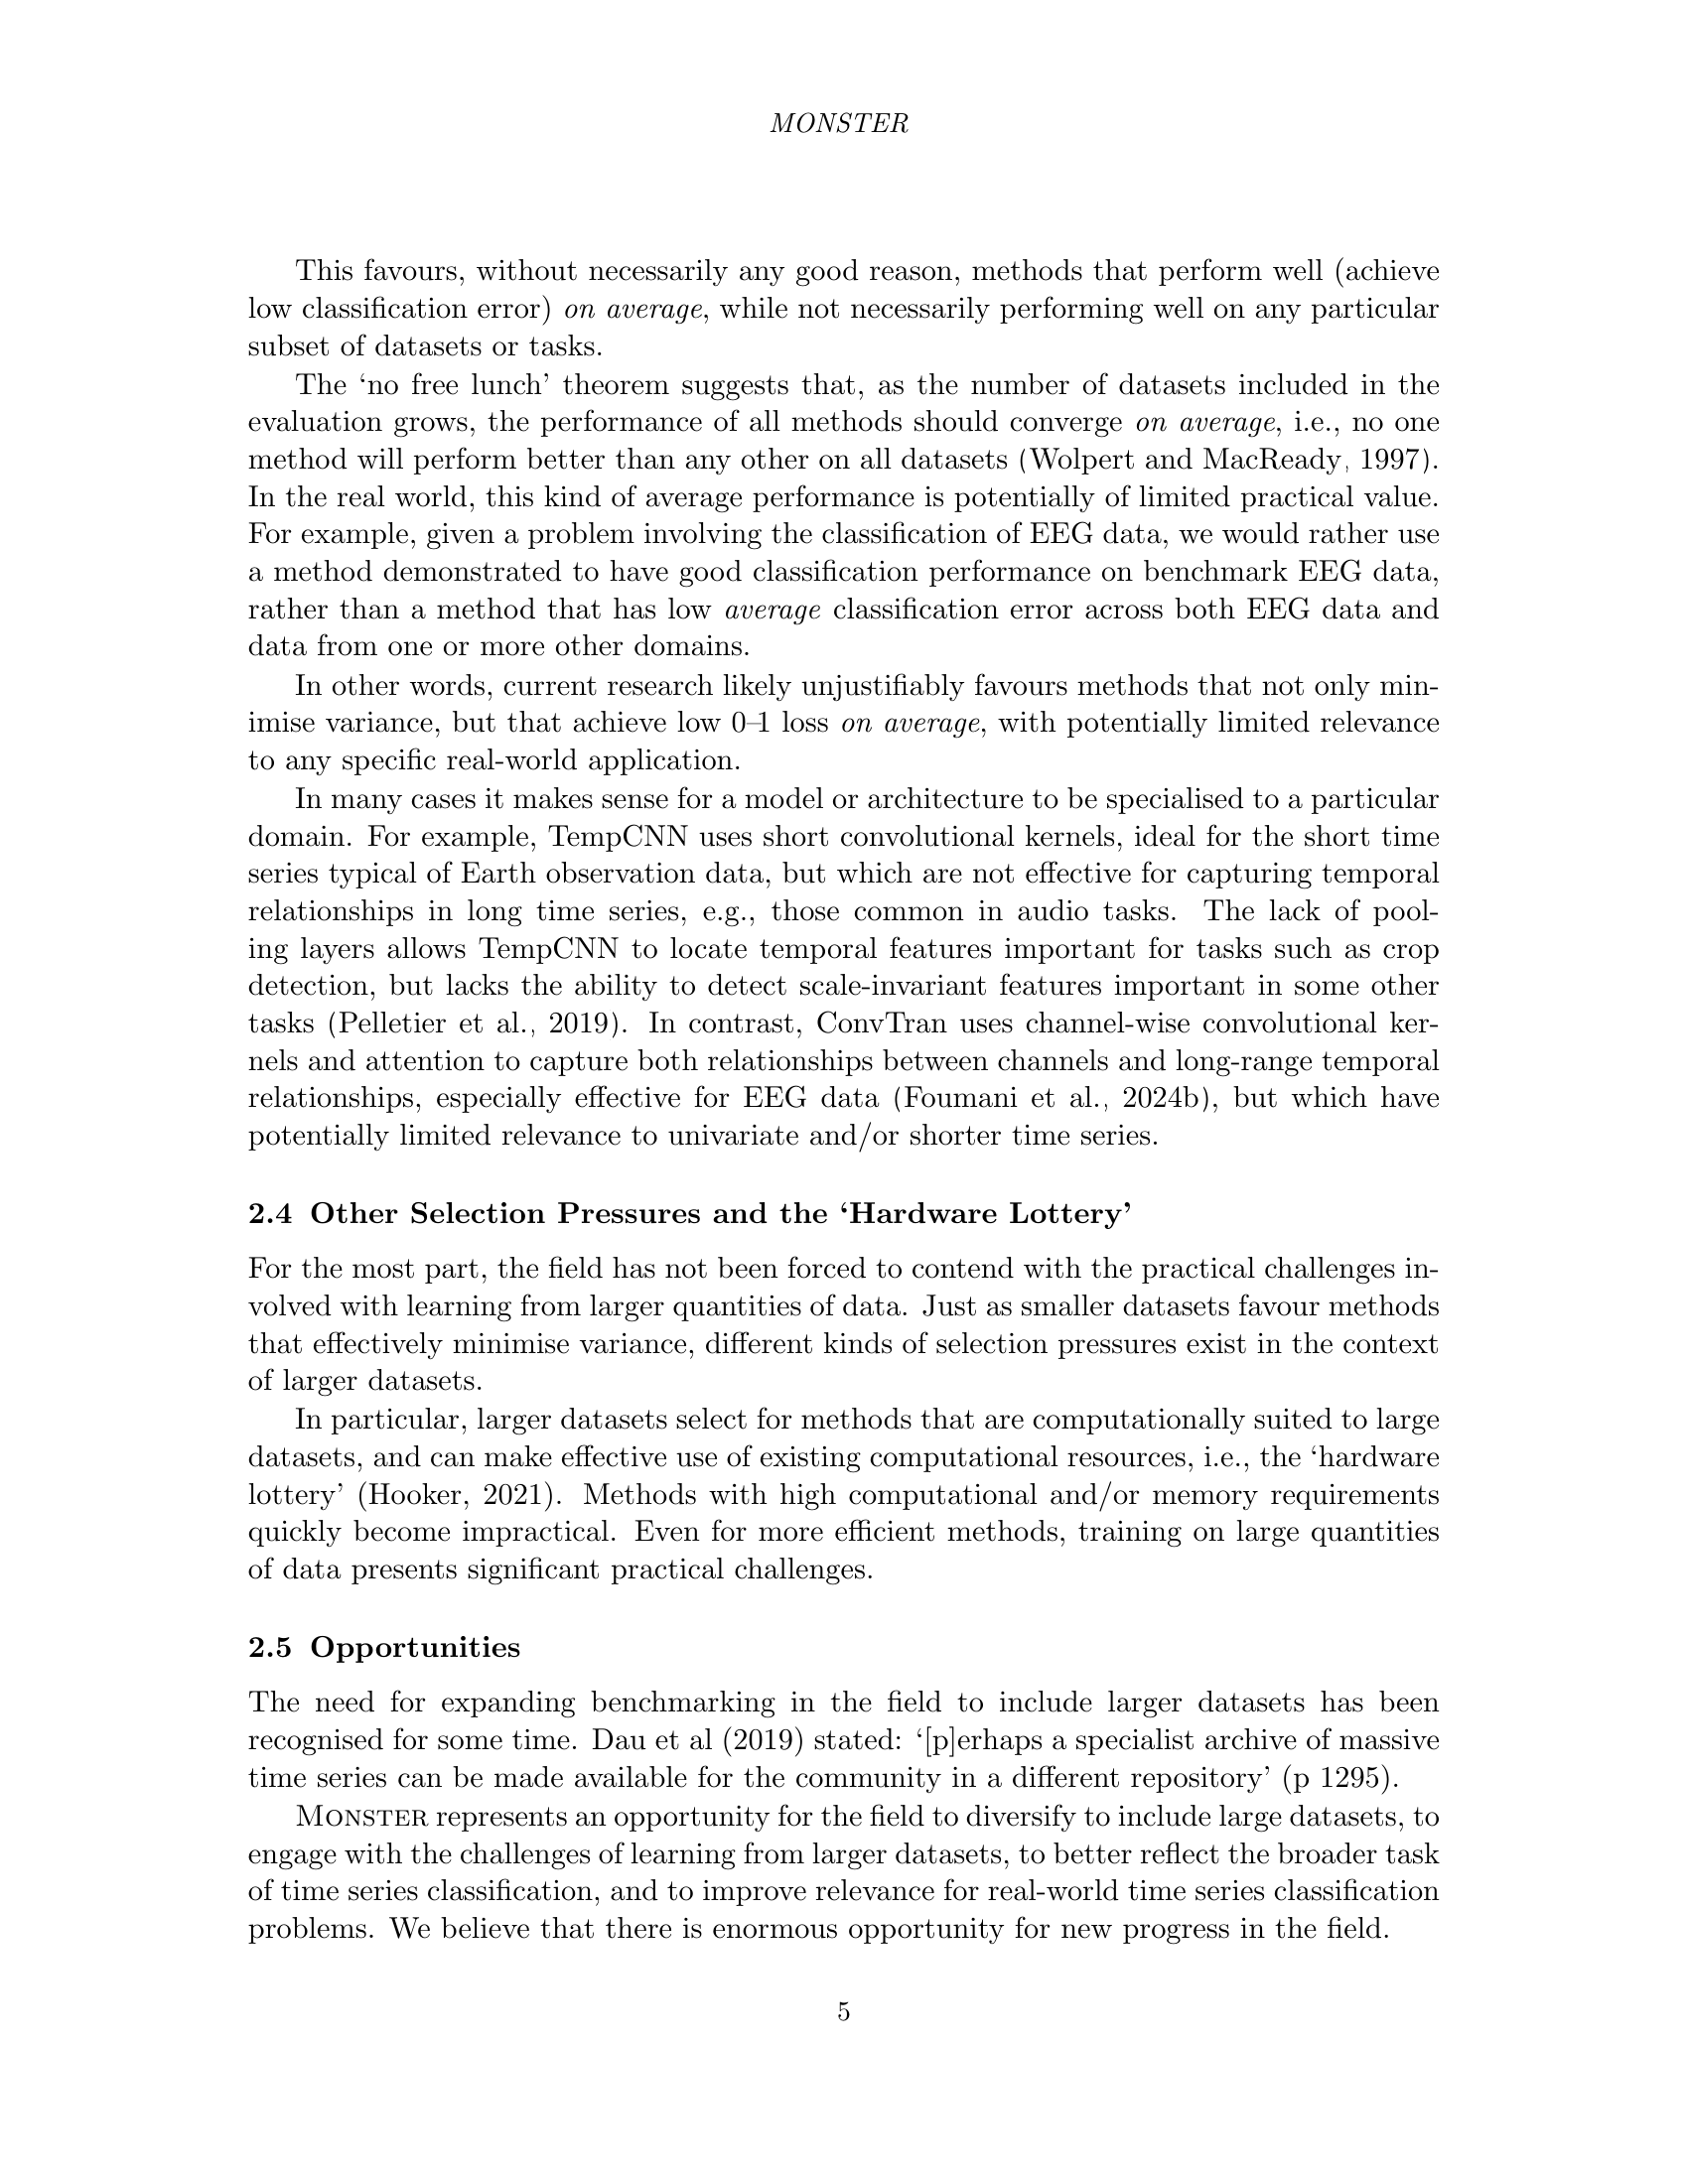 MONSTER
This favours, without necessarily any good reason, methods that perform well (achieve
low classification error) on average, while not necessarily performing well on any particular
subset of datasets or tasks.
The ‘no free lunch’ theorem suggests that, as the number of datasets included in the
evaluation grows, the performance of all methods should converge on average, i.e., no one
method will perform better than any other on all datasets (Wolpert and MacReady, 1997).
In the real world, this kind of average performance is potentially of limited practical value.
For example, given a problem involving the classification of EEG data, we would rather use
a method demonstrated to have good classification performance on benchmark EEG data,
rather than a method that has low average classification error across both EEG data and
data from one or more other domains.
In other words, current research likely unjustifiably favours methods that not only min-
imise variance, but that achieve low 0–1 loss on average, with potentially limited relevance
to any specific real-world application.
In many cases it makes sense for a model or architecture to be specialised to a particular
domain. For example, TempCNN uses short convolutional kernels, ideal for the short time
series typical of Earth observation data, but which are not effective for capturing temporal
relationships in long time series, e.g., those common in audio tasks. The lack of pool-
ing layers allows TempCNN to locate temporal features important for tasks such as crop
detection, but lacks the ability to detect scale-invariant features important in some other
tasks (Pelletier et al., 2019). In contrast, ConvTran uses channel-wise convolutional ker-
nels and attention to capture both relationships between channels and long-range temporal
relationships, especially effective for EEG data (Foumani et al., 2024b), but which have
potentially limited relevance to univariate and/or shorter time series.
2.4 Other Selection Pressures and the ‘Hardware Lottery’
For the most part, the field has not been forced to contend with the practical challenges in-
volved with learning from larger quantities of data. Just as smaller datasets favour methods
that effectively minimise variance, different kinds of selection pressures exist in the context
of larger datasets.
In particular, larger datasets select for methods that are computationally suited to large
datasets, and can make effective use of existing computational resources, i.e., the ‘hardware
lottery’ (Hooker, 2021). Methods with high computational and/or memory requirements
quickly become impractical. Even for more efficient methods, training on large quantities
of data presents significant practical challenges.
2.5 Opportunities
The need for expanding benchmarking in the field to include larger datasets has been
recognised for some time. Dau et al (2019) stated: ‘[p]erhaps a specialist archive of massive
time series can be made available for the community in a different repository’ (p 1295).
MONSTER represents an opportunity for the field to diversify to include large datasets, to
engage with the challenges of learning from larger datasets, to better reflect the broader task
of time series classification, and to improve relevance for real-world time series classification
problems. We believe that there is enormous opportunity for new progress in the field.
5